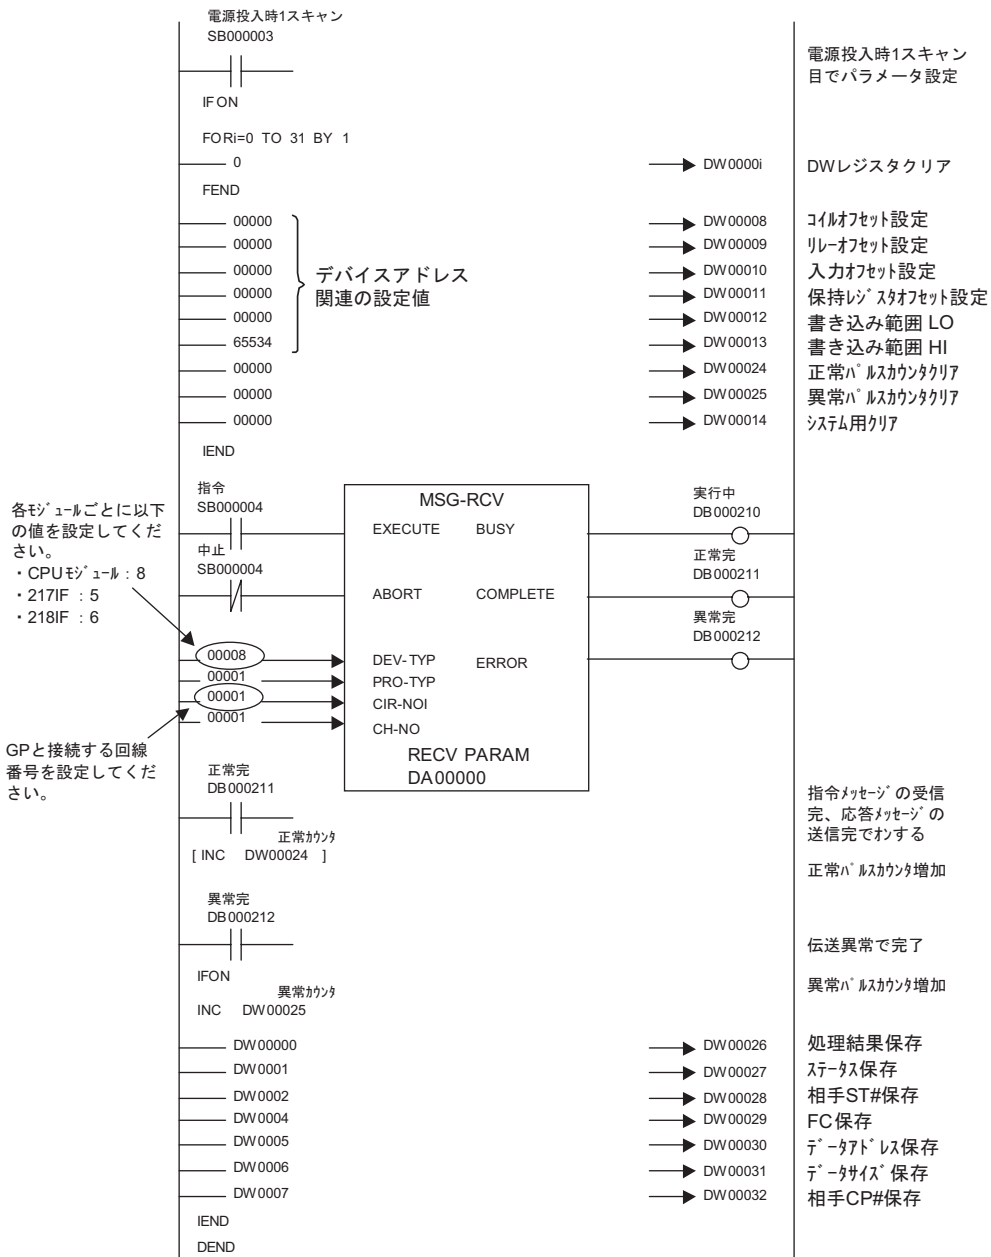 電源投入時1スキャン
SB000003
電源投入時1スキャン
目でパラメータ設定
IFON
FORi=0 TO 31 BY 1
0
DW0000i
DWレジスタクリア
FEND
00000
DW00008
ｺｲﾙｵﾌｾｯﾄ設定
00000
DW00009
ﾘﾚｰｵﾌｾｯﾄ設定
00000
DW00010
入力ｵﾌｾｯﾄ設定
00000
DW00011
保持ﾚｼﾞｽﾀｵﾌｾｯﾄ設定
00000
DW00012
書き込み範囲 LO
65534
DW00013
書き込み範囲 HI
デバイスアドレス
関連の設定値
00000
DW00024
正常ﾊﾟﾙｽｶｳﾝﾀｸﾘｱ
00000
DW00025
異常ﾊﾟﾙｽｶｳﾝﾀｸﾘｱ
00000
DW00014
ｼｽﾃﾑ用ｸﾘｱ
IEND
各ﾓｼﾞｭｰﾙごとに以下
の値を設定してくだ
さい。
・CPUﾓｼﾞｭｰﾙ：8
・217IF ：5
・218IF ：6
指令
SB000004
中止
SB000004
00008
00001
00001
00001
MSG-RCV
EXECUTE BUSY
ABORT COMPLETE
DEV-TYP ERROR
PRO-TYP
CIR-NOI
CH-NO
RECV PARAM
DA00000
実行中
DB000210
正常完
DB000211
異常完
DB000212
GPと接続する回線
番号を設定してくだ
さい。
正常完
DB000211
指令ﾒｯｾｰｼﾞの受信
完、応答ﾒｯｾｰｼﾞの
送信完でｵﾝする
正常ｶｳﾝﾀ
[ INC DW00024 ]
正常ﾊﾟﾙｽｶｳﾝﾀ増加
異常完
DB000212
伝送異常で完了
IFON
異常ｶｳﾝﾀ
INC DW00025
異常ﾊﾟﾙｽｶｳﾝﾀ増加
DW00000
DW00026
処理結果保存
DW0001
DW00027
ｽﾃｰﾀｽ保存
DW0002
DW00028
相手ST#保存
DW0004
DW00029
FC保存
DW0005
DW00030
ﾃﾞｰﾀｱﾄﾞﾚｽ保存
DW0006
DW00031
ﾃﾞｰﾀｻｲｽﾞ保存
DW0007
DW00032
相手CP#保存
IEND
DEND